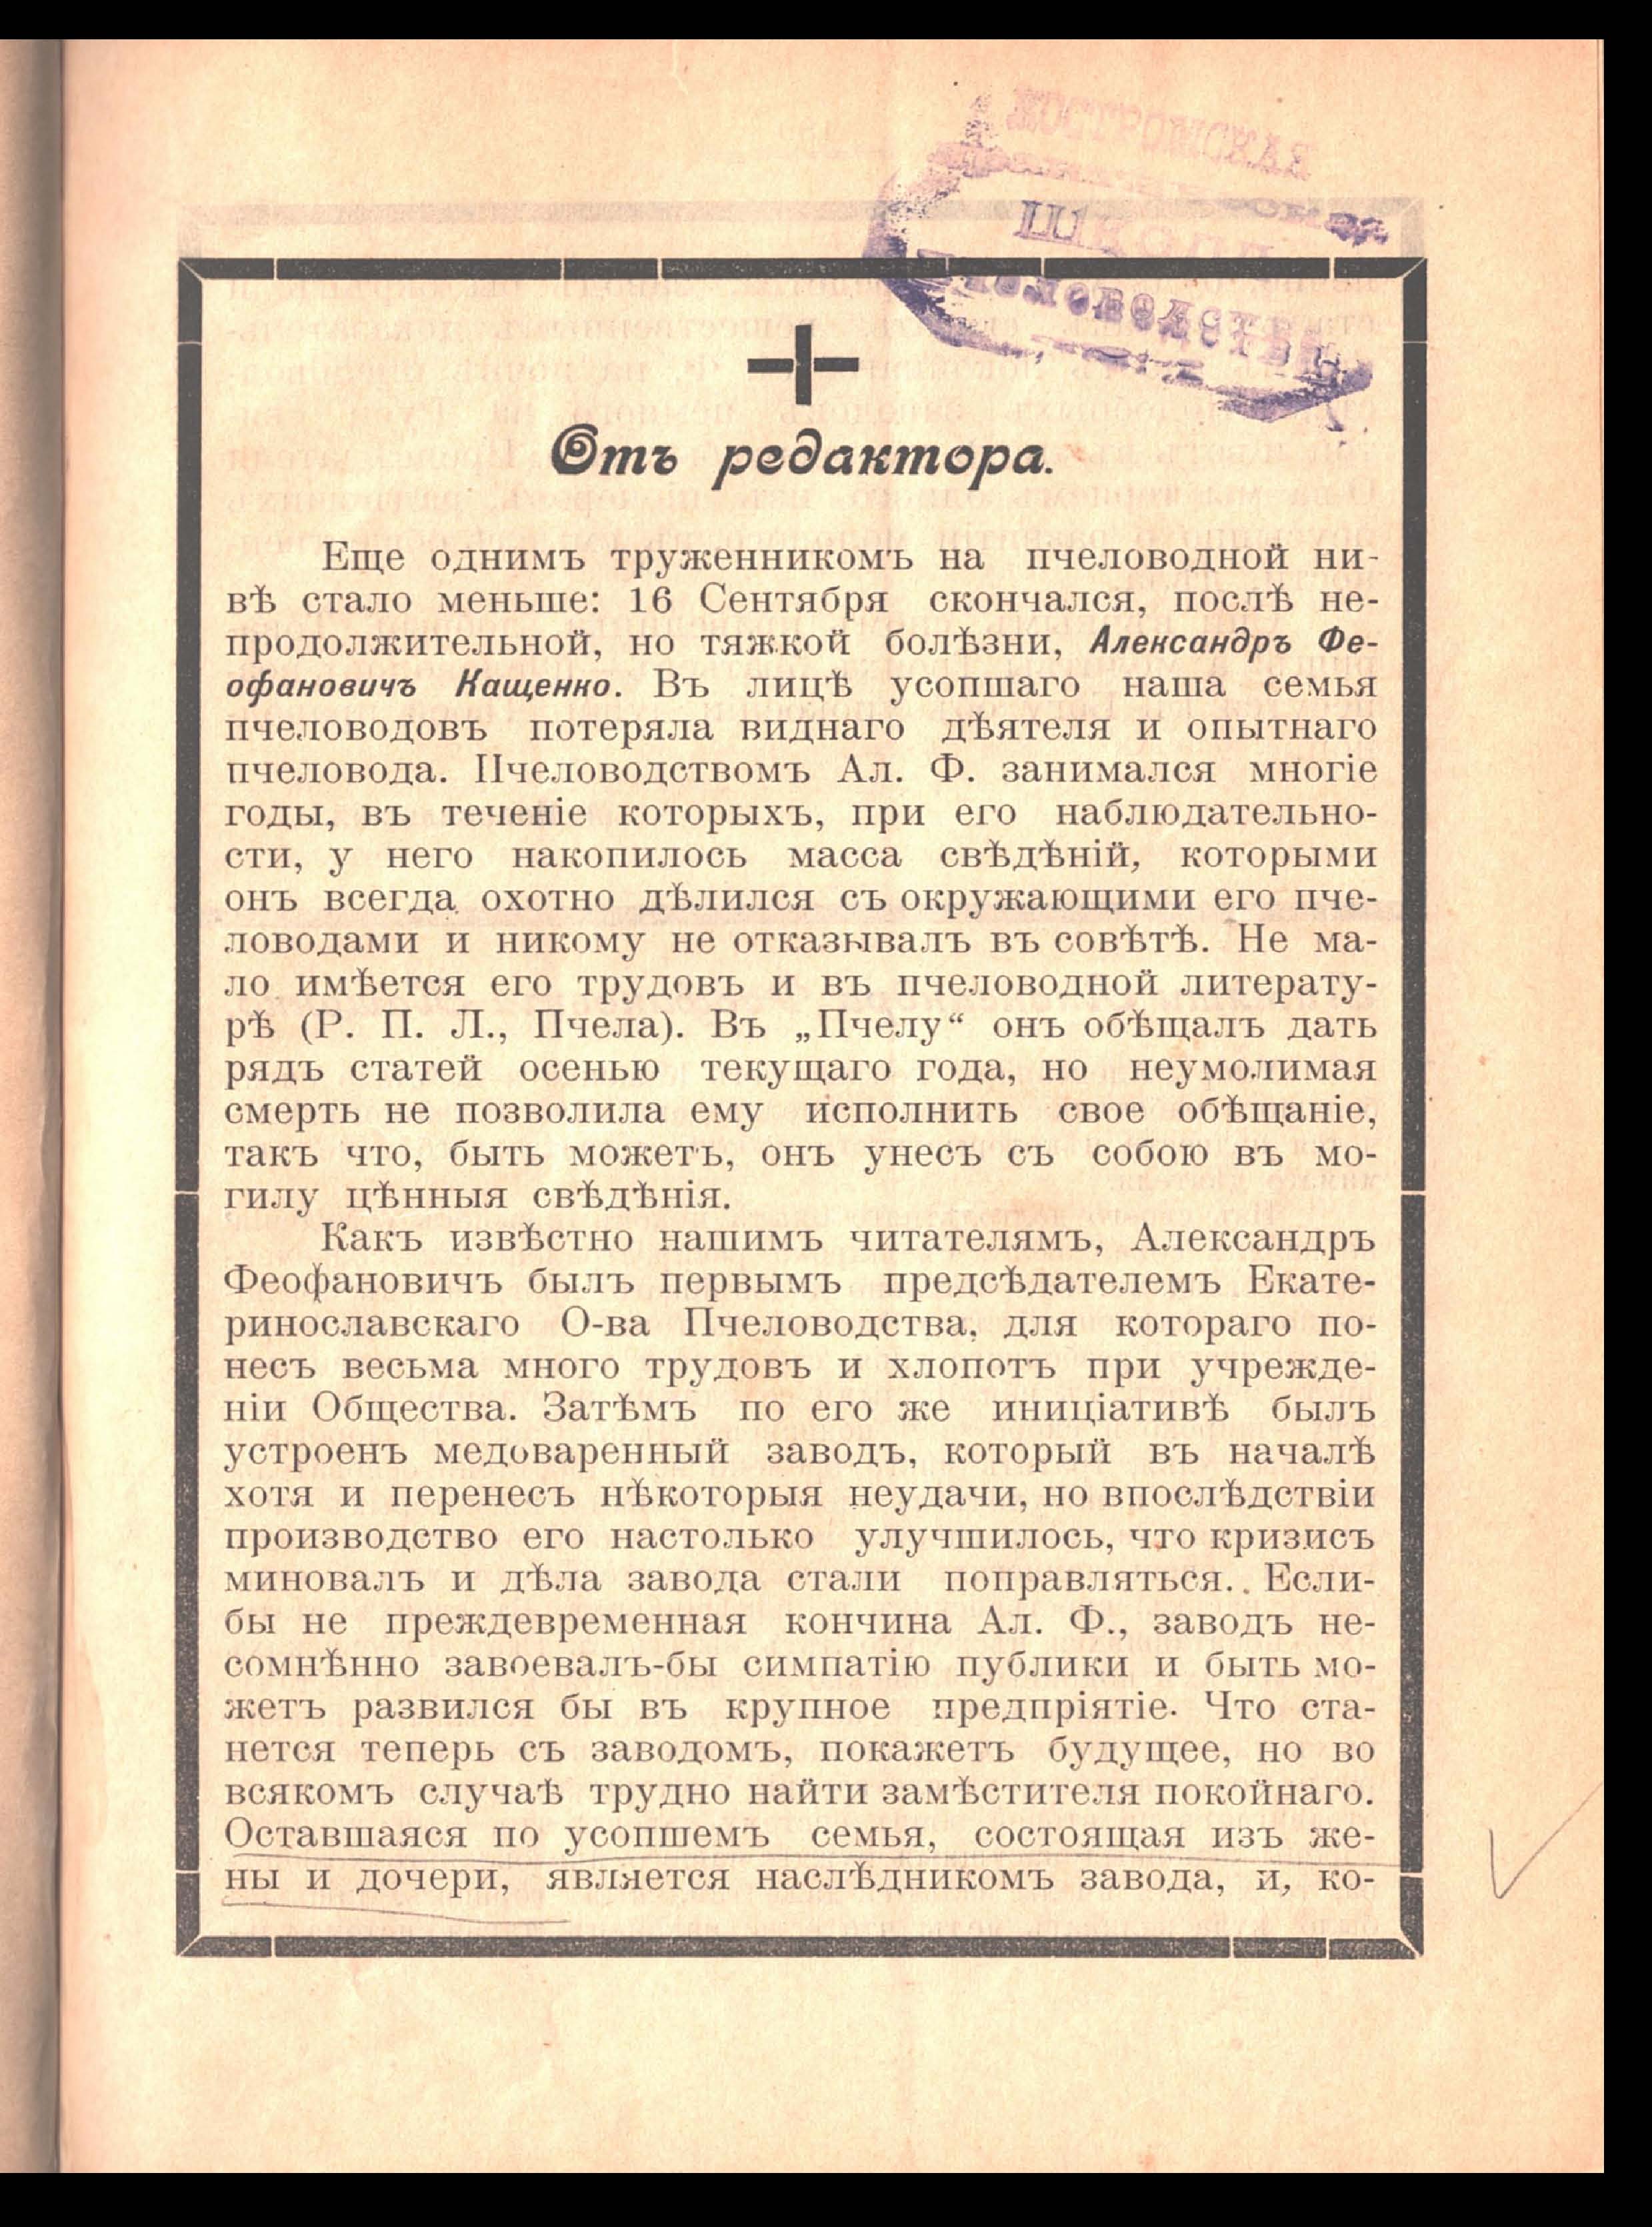 КОСТРОМСКАЯ
ШКОЛА
пчеловодства
Отъ редактора.
Еще однимъ труженникомъ на пчеловодной ни-
вѣ стало меньше: 16 Сентября скончался, послѣ не-
продолжительной, но тяжкой болѣзни, Александръ Фе-
офановичъ Кащенко. Въ лицѣ усопшаго наша семья
пчеловодовъ потеряла виднаго дѣятеля и опытнаго
пчеловода. Пчеловодствомъ Ал. Ф. занимался многіе
годы, въ теченіе которыхъ, при его наблюдательно-
сти, у него накопилось масса свѣдѣній, которыми
онъ всегда охотно дѣлился съ окружающими его пче-
ловодами и никому не отказывалъ въ совѣтѣ. Не ма-
ло имѣется его трудовъ и въ пчеловодной литерату-
рѣ (Р. П. Л., Пчела). Въ „Пчелу“ онъ обѣщалъ дать
рядъ статей осенью текущаго года, но неумолимая
смерть не позволила ему исполнить свое обѣщаніе,
такъ что, быть можетъ, онъ унесъ съ собою въ мо-
гилу цѣнныя свѣдѣнія.
Какъ извѣстно нашимъ читателямъ, Александръ
Феофановичъ былъ первымъ предсѣдателемъ Екате-
ринославскаго О-ва Пчеловодства, для котораго по-
несъ весьма много трудовъ и хлопотъ при учрежде-
ніи Общества. Затѣмъ по его же иниціативѣ былъ
устроенъ медоваренный заводъ, который въ началѣ
хотя и перенесъ нѣкоторыя неудачи, но впослѣдствіи
производство его настолько улучшилось, что кризисъ
миновалъ и дѣла завода стали поправляться. Если-
бы не преждевременная кончина Ал. Ф., заводъ не-
сомнѣнно завоевалъ-бы симпатію публики и быть мо-
жетъ развился бы въ крупное предпріятіе. Что ста-
нется теперь съ заводомъ, покажетъ будущее, но во
всякомъ случаѣ трудно найти замѣстителя покойнаго.
Оставшаяся по усопшемъ семья, состоящая изъ же-
ны и дочери, является наслѣдникомъ завода, и, ко-